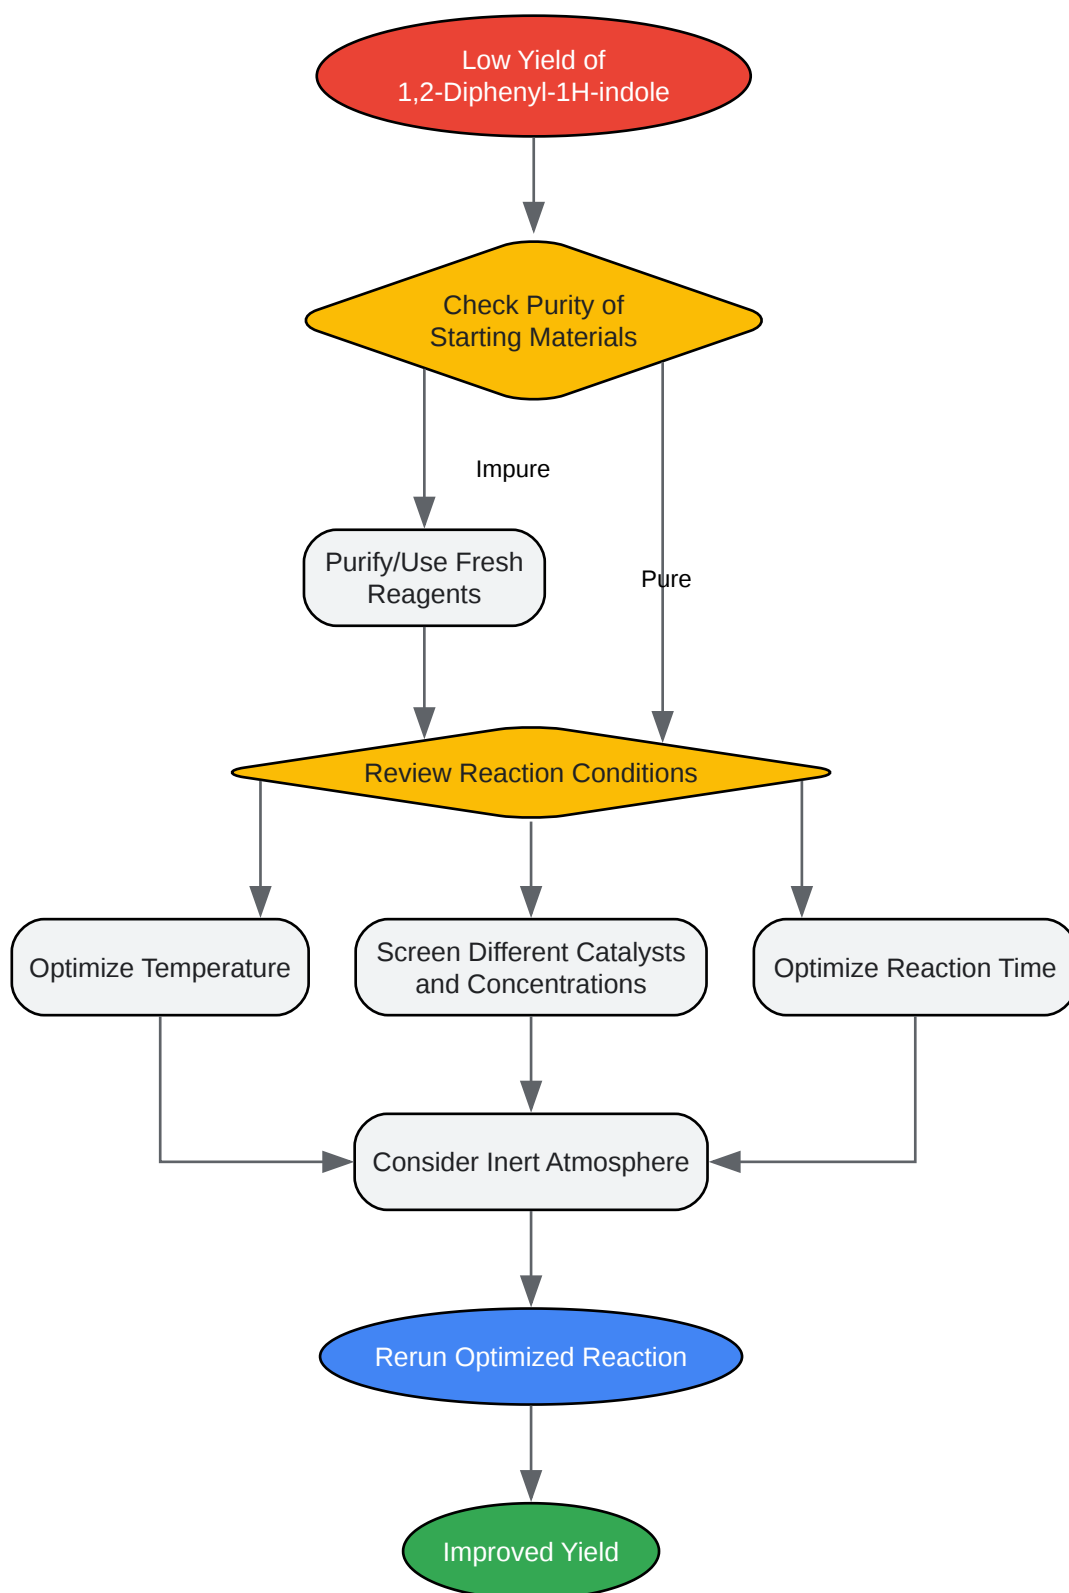 Low Yield of
1,2-Diphenyl-1H-indole
Check Purity of
Starting Materials
Impure
Purify/Use Fresh
Reagents
Pure
Review Reaction Conditions
Optimize Temperature
Screen Different Catalysts
and Concentrations
Optimize Reaction Time
Consider Inert Atmosphere
Rerun Optimized Reaction
Improved Yield